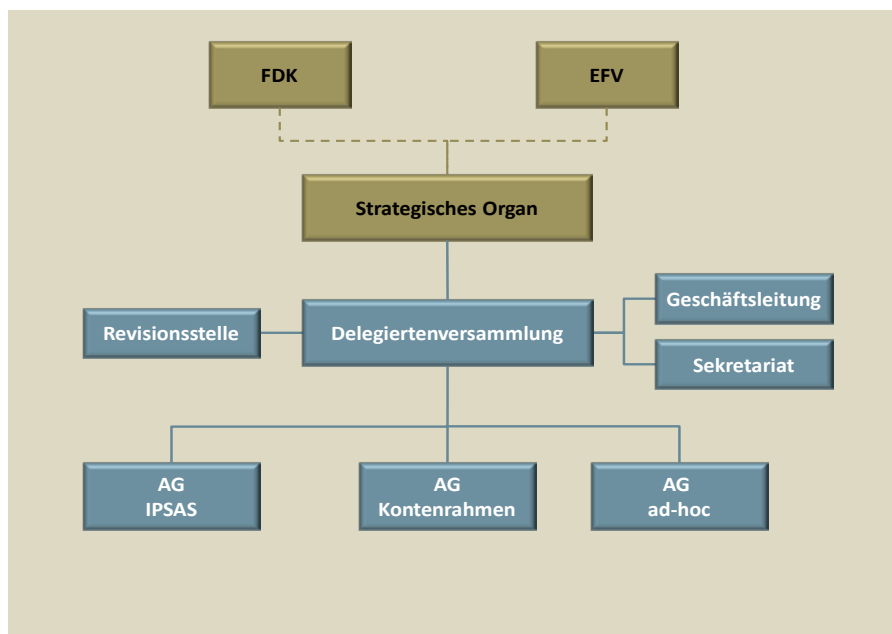 FDK
EFV
Strategisches Organ
Geschäftsleitung
Revisionsstelle
Delegiertenversammlung
Sekretariat
AG
IPSAS
AG
Kontenrahmen
AG
ad-hoc